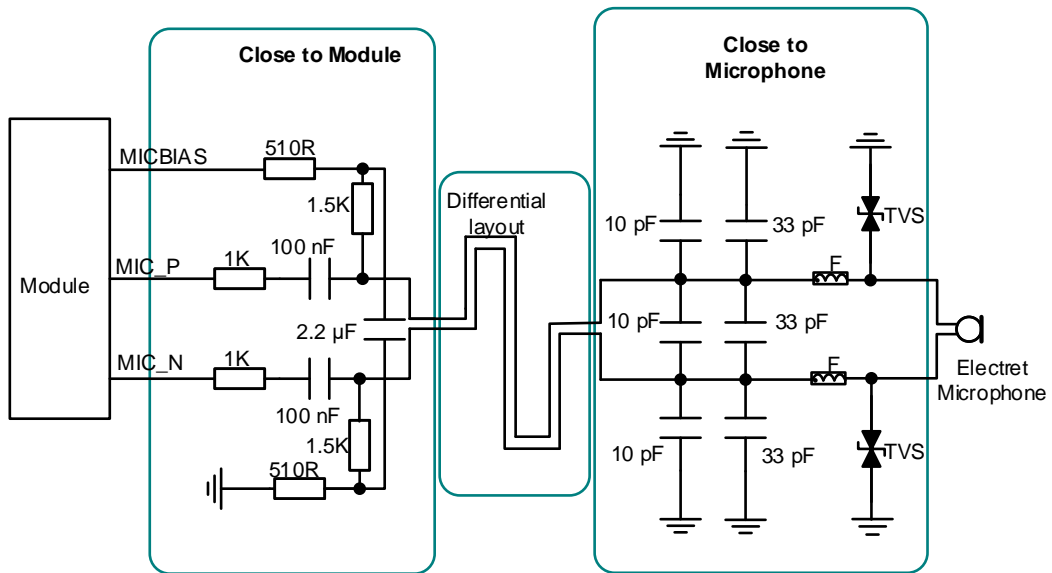 Close to Module
Close to
Microphone
MICBIAS
510R
1.5K
Differential
layout
10 pF
33 pF
TVS
100 nF
MIC_P
1K
F
Module
2.2 µF
10 pF
33 pF
MIC_N
1K
F
Electret
Microphone
100 nF
1.5K
10 pF
33 pF
TVS
510R